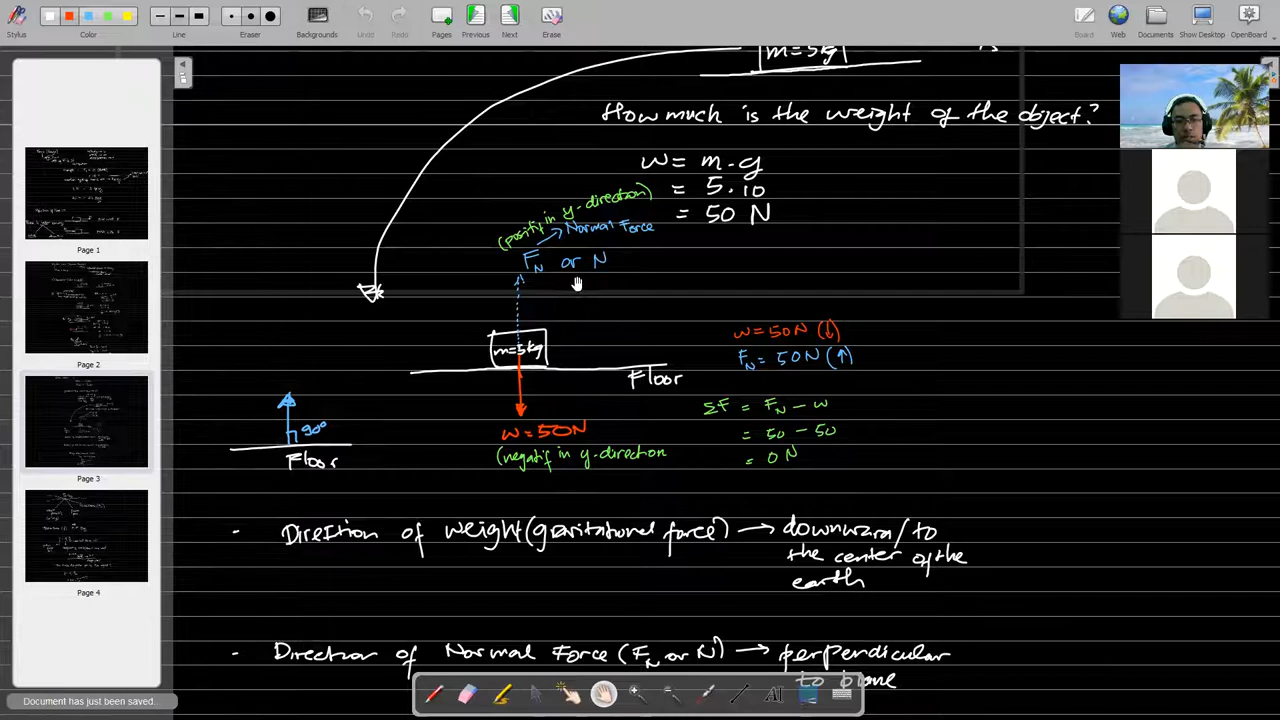 Stylus
Color
Line
Eraser
Backgrounds
Undo
Redo
Pages
Previous
Next
Erase
Board
Web
Documents
Show Desktop
OpenBoard
m=5kg
How much is the weight of the object?
w = m.g
= 5.10
= 50 N
(positif in y-direction)
Normal Force
FN or N
m=5kg
Floor
w=50N
(negatif in y-direction
w=50N (↓)
FN = 50N (↑)
ΣF = FN - w
= 50 - 50
= 0 N
90°
Floor
- Direction of weight (gravitational force) → downward/to
the center of the
earth
- Direction of Normal Force (FN or N) → perpendicular
to
Page 1
Page 2
Page 3
Page 4
Document has just been saved...